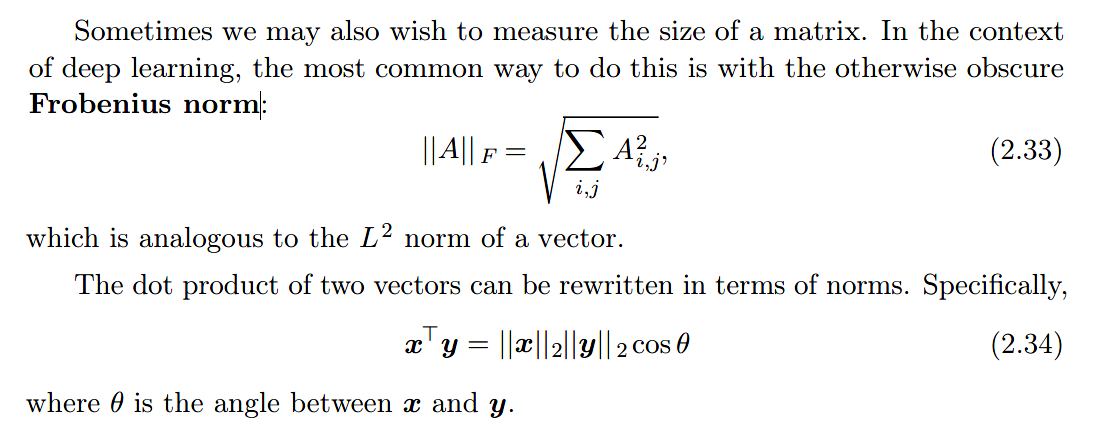 Sometimes we may also wish to measure the size of a matrix. In the context
of deep learning, the most common way to do this is with the otherwise obscure
Frobenius norm:
||A||_F = √(∑_{i,j} A²_{i,j}), (2.33)
which is analogous to the L² norm of a vector.
The dot product of two vectors can be rewritten in terms of norms. Specifically,
x⊤y = ||x||₂||y||₂ cos θ (2.34)
where θ is the angle between x and y.